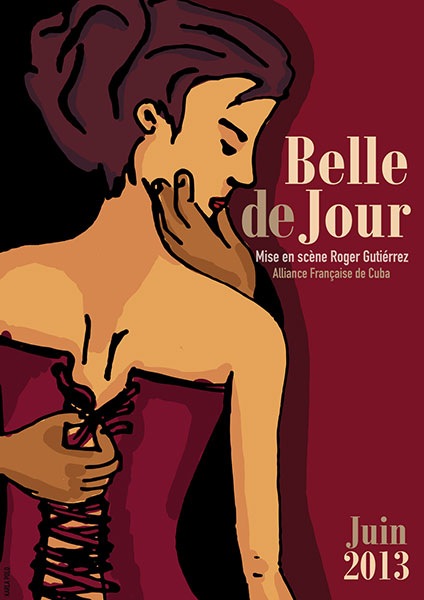 Belle
de Jour
Mise en scène Roger Gutiérrez
Alliance Française de Cuba
Juin
2013